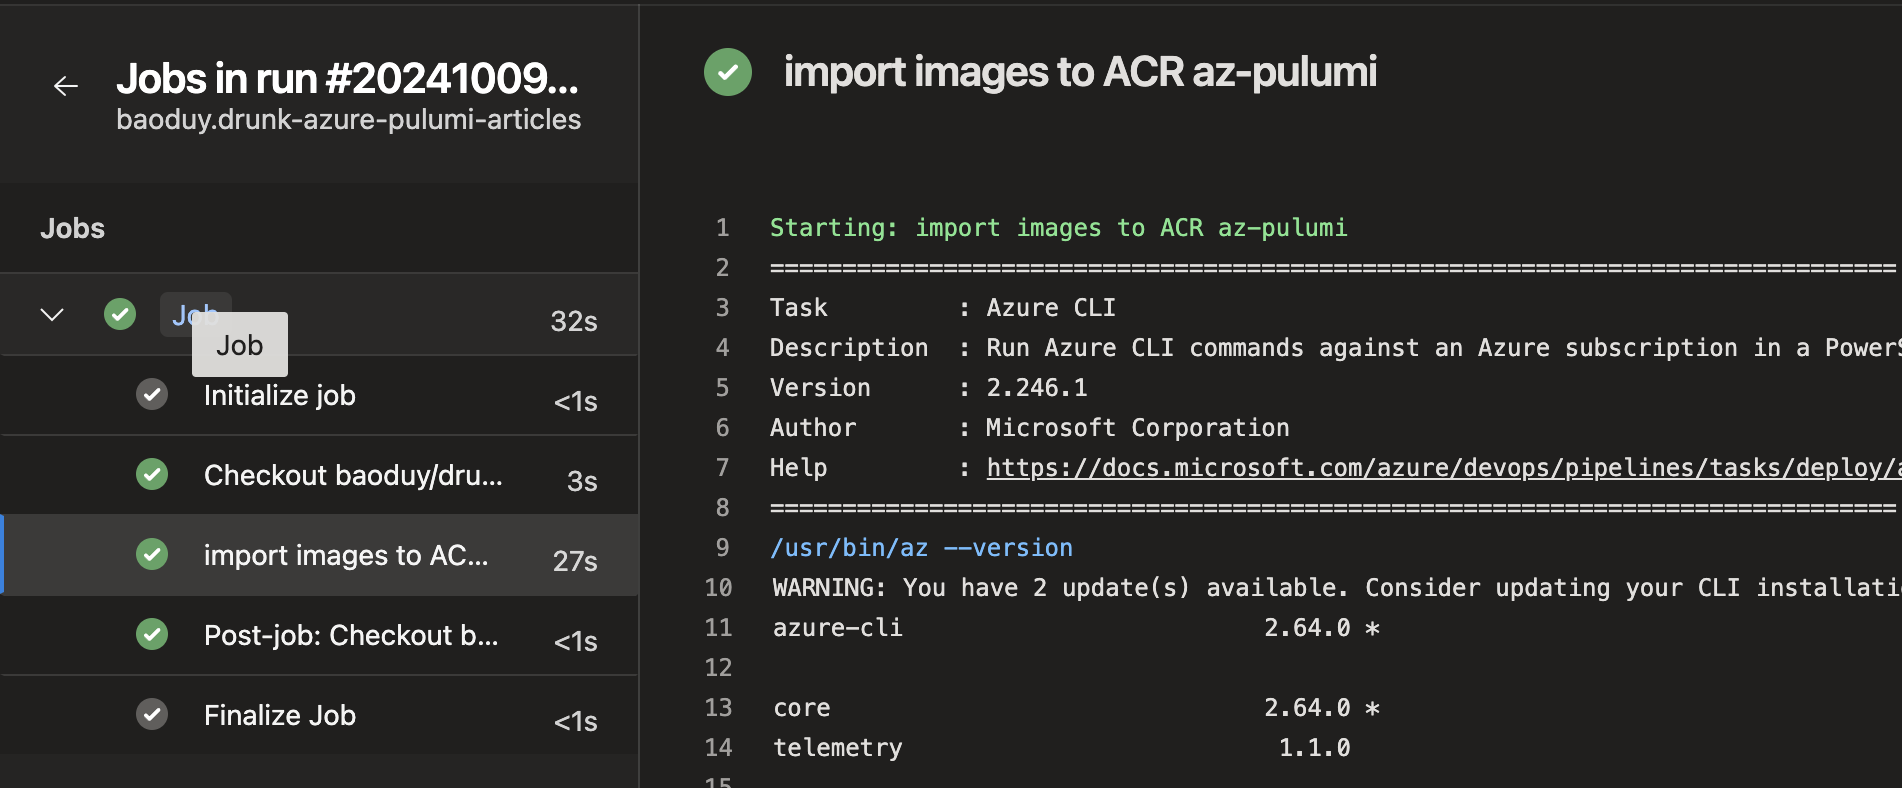 Jobs in run #20241009...
baoduy.drunk-azure-pulumi-articles
Jobs
Job 32s
Job
Initialize job <1s
Checkout baoduy/dru... 3s
import images to AC... 27s
Post-job: Checkout b... <1s
Finalize Job <1s
import images to ACR az-pulumi
1 Starting: import images to ACR az-pulumi
2 ==============================================================================
3 Task : Azure CLI
4 Description : Run Azure CLI commands against an Azure subscription in a PowerS
5 Version : 2.246.1
6 Author : Microsoft Corporation
7 Help : https://docs.microsoft.com/azure/devops/pipelines/tasks/deploy/a
8 ==============================================================================
9 /usr/bin/az --version
10 WARNING: You have 2 update(s) available. Consider updating your CLI installati
11 azure-cli 2.64.0 *
12
13 core 2.64.0 *
14 telemetry 1.1.0
15